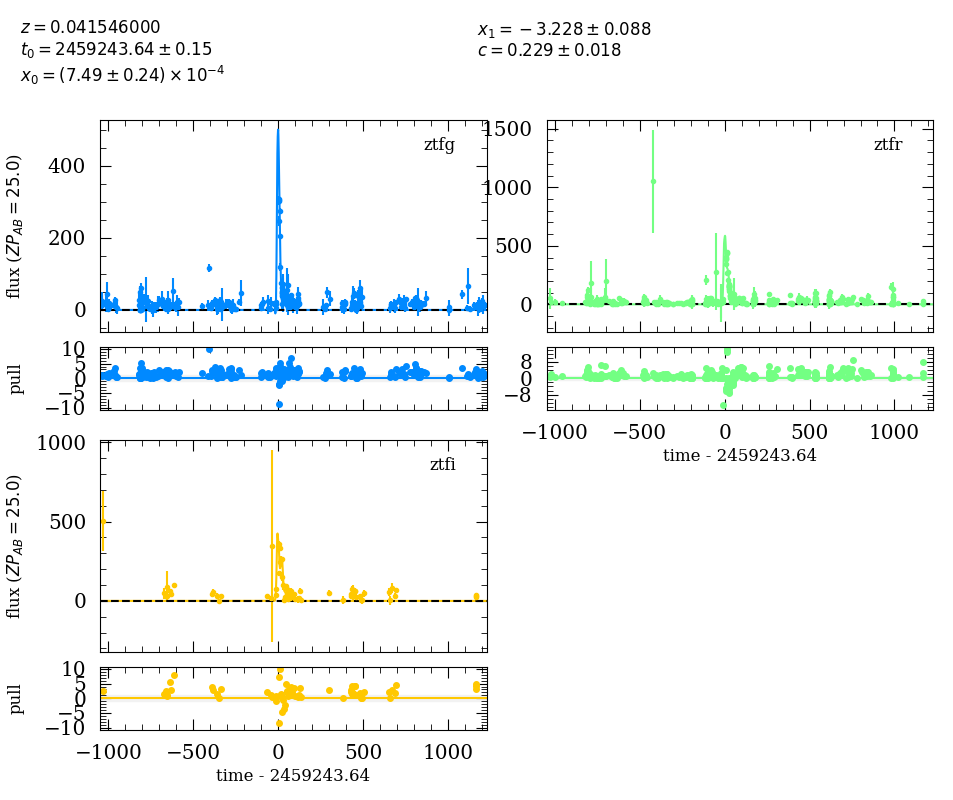 z = 0.041546000
t₀ = 2459243.64 ± 0.15
x₀ = (7.49 ± 0.24) × 10⁻⁴
x₁ = −3.228 ± 0.088
c = 0.229 ± 0.018
ztfg
400
200
0
flux (ZP_AB = 25.0)
10
5
0
−5
−10
pull
ztfr
1500
1000
500
0
8
0
−8
−1000 −500 0 500 1000
time - 2459243.64
ztfi
1000
500
0
flux (ZP_AB = 25.0)
10
5
0
−5
−10
pull
−1000 −500 0 500 1000
time - 2459243.64